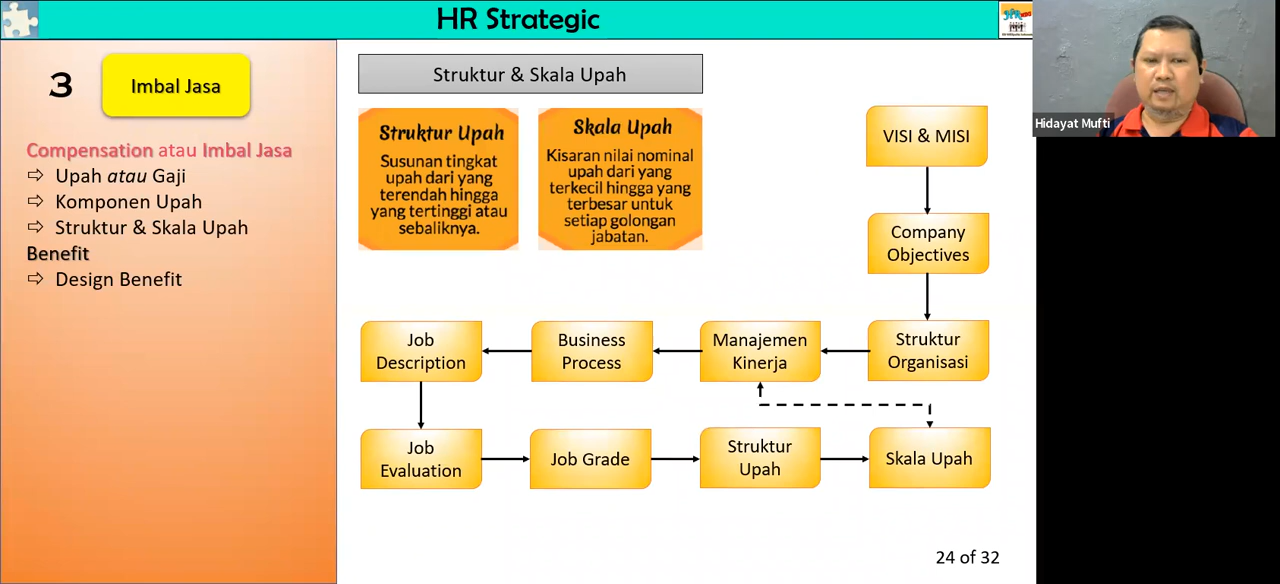 HR Strategic
3
Imbal Jasa
Compensation atau Imbal Jasa
⇨ Upah atau Gaji
⇨ Komponen Upah
⇨ Struktur & Skala Upah
Benefit
⇨ Design Benefit
Struktur & Skala Upah
Struktur Upah
Susunan tingkat
upah dari yang
terendah hingga
yang tertinggi atau
sebaliknya.
Skala Upah
Kisaran nilai nominal
upah dari yang
terkecil hingga yang
terbesar untuk
setiap golongan
jabatan.
VISI & MISI
Company
Objectives
Struktur
Organisasi
Manajemen
Kinerja
Business
Process
Job
Description
Job
Evaluation
Job Grade
Struktur
Upah
Skala Upah
24 of 32
Hidayat Mufti